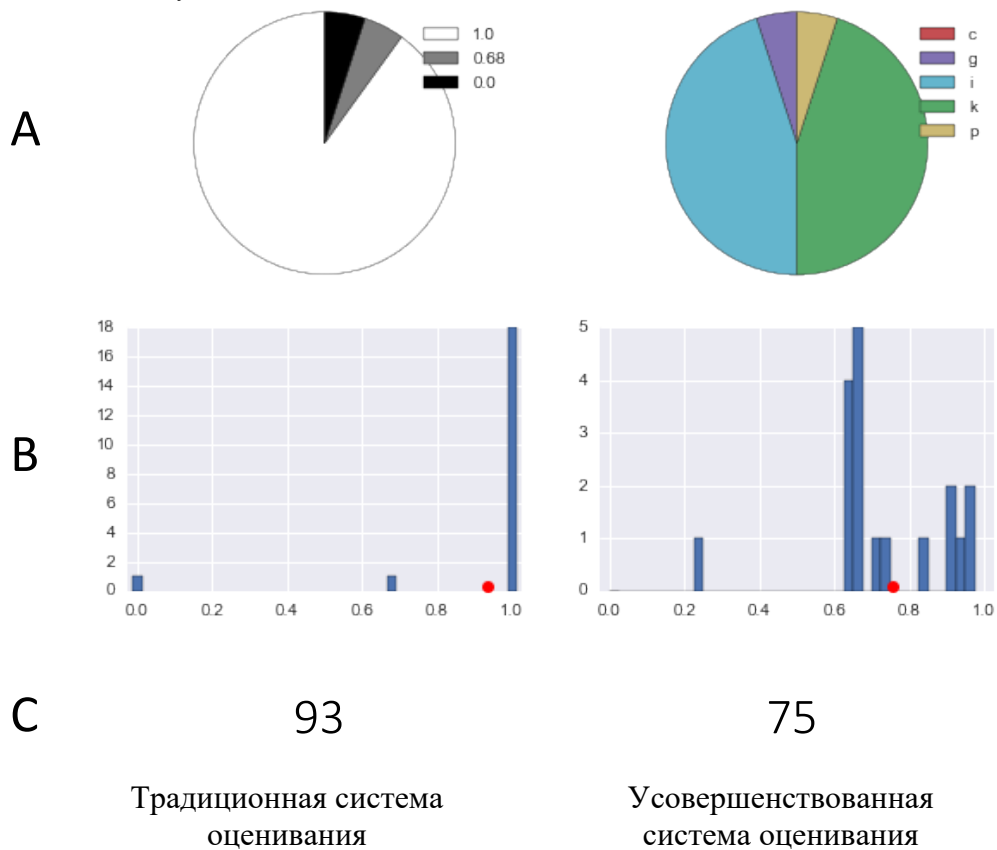 A
1.0
0.68
0.0
c
g
i
k
p
B
18
16
14
12
10
8
6
4
2
0
0.0 0.2 0.4 0.6 0.8 1.0
5
4
3
2
1
0
0.0 0.2 0.4 0.6 0.8 1.0
C
93
75
Традиционная система
оценивания
Усовершенствованная
система оценивания